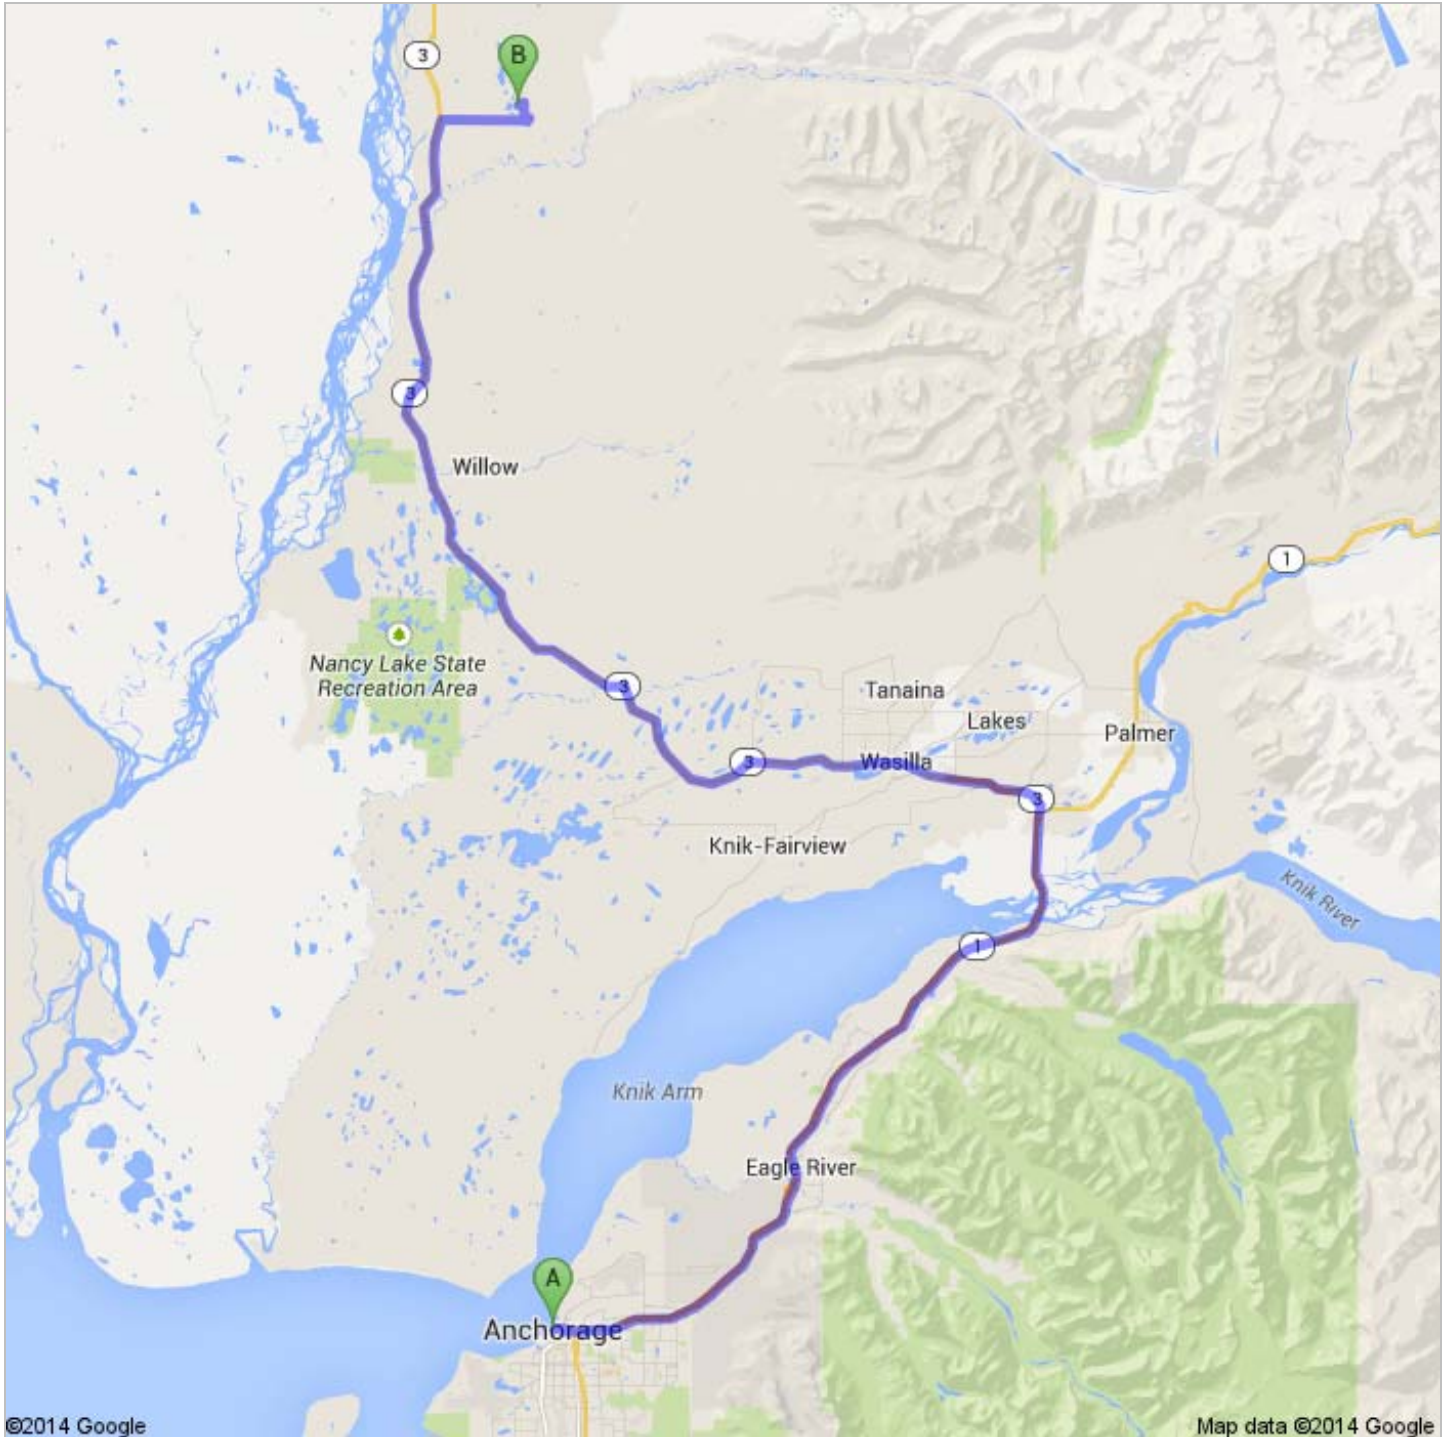 3
B
3
Willow
1
Nancy Lake State
Recreation Area
3
Tanaina
Lakes
Palmer
3
Wasilla
3
Knik-Fairview
Knik River
1
Knik Arm
Eagle River
A
Anchorage
©2014 Google
Map data ©2014 Google